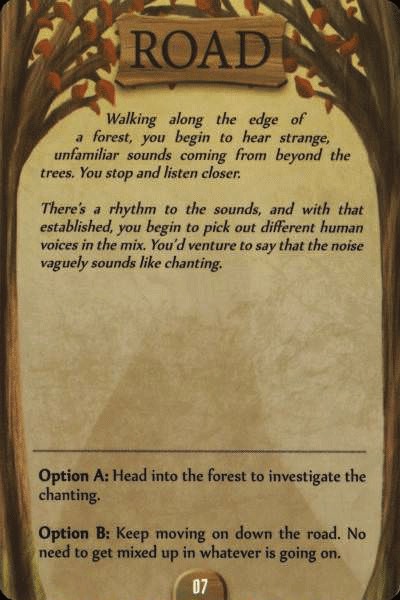 ROAD
Walking along the edge of
a forest, you begin to hear strange,
unfamiliar sounds coming from beyond the
trees. You stop and listen closer.
There's a rhythm to the sounds, and with that
established, you begin to pick out different human
voices in the mix. You'd venture to say that the noise
vaguely sounds like chanting.
Option A: Head into the forest to investigate the
chanting.
Option B: Keep moving on down the road. No
need to get mixed up in whatever is going on.
07